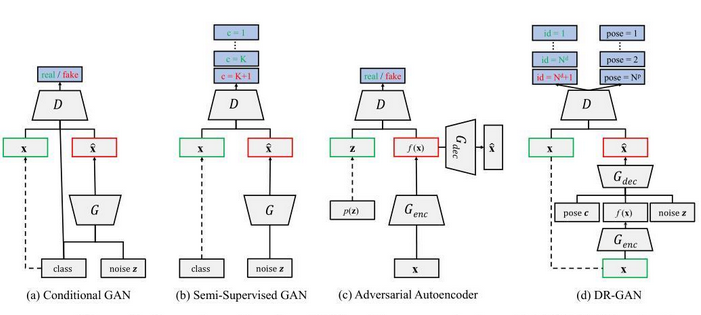 c = 1
c = K
c = K+1
real / fake
D
x
x̂
G
class
noise z
(a) Conditional GAN
D
x
x̂
G
class
noise z
(b) Semi-Supervised GAN
real / fake
D
z
f(x)
G_dec
x̂
p(z)
G_enc
x
(c) Adversarial Autoencoder
id = 1
pose = 1
id = N^d
pose = 2
id = N^d+1
pose = N^p
D
x
x̂
G_dec
pose c
f(x)
noise z
G_enc
x
(d) DR-GAN